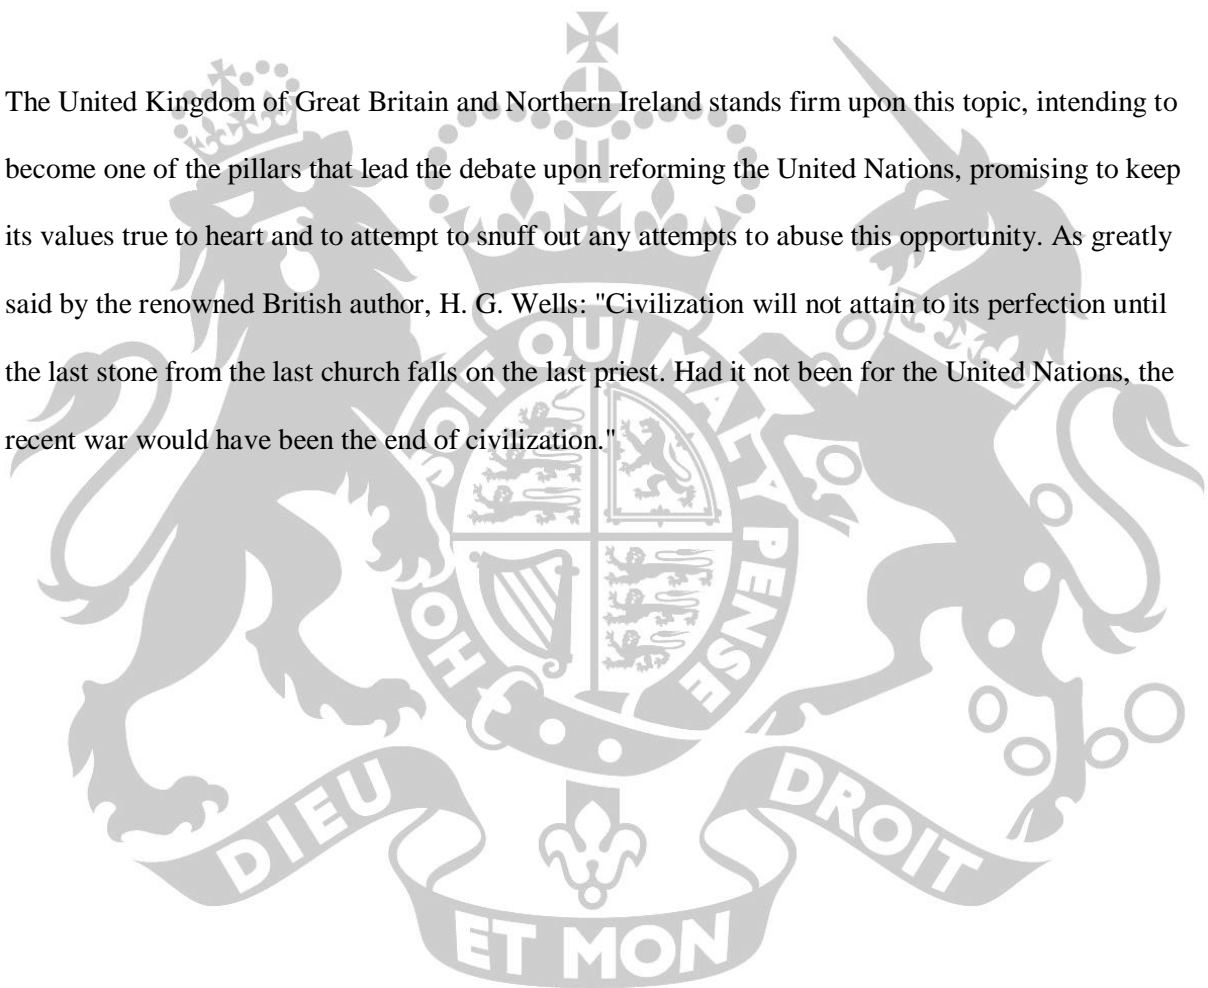 The United Kingdom of Great Britain and Northern Ireland stands firm upon this topic, intending to
become one of the pillars that lead the debate upon reforming the United Nations, promising to keep
its values true to heart and to attempt to snuff out any attempts to abuse this opportunity. As greatly
said by the renowned British author, H. G. Wells: "Civilization will not attain to its perfection until
the last stone from the last church falls on the last priest. Had it not been for the United Nations, the
recent war would have been the end of civilization."
HO SOIT QUI MAL Y PENSE
DIEU ET MON DROIT